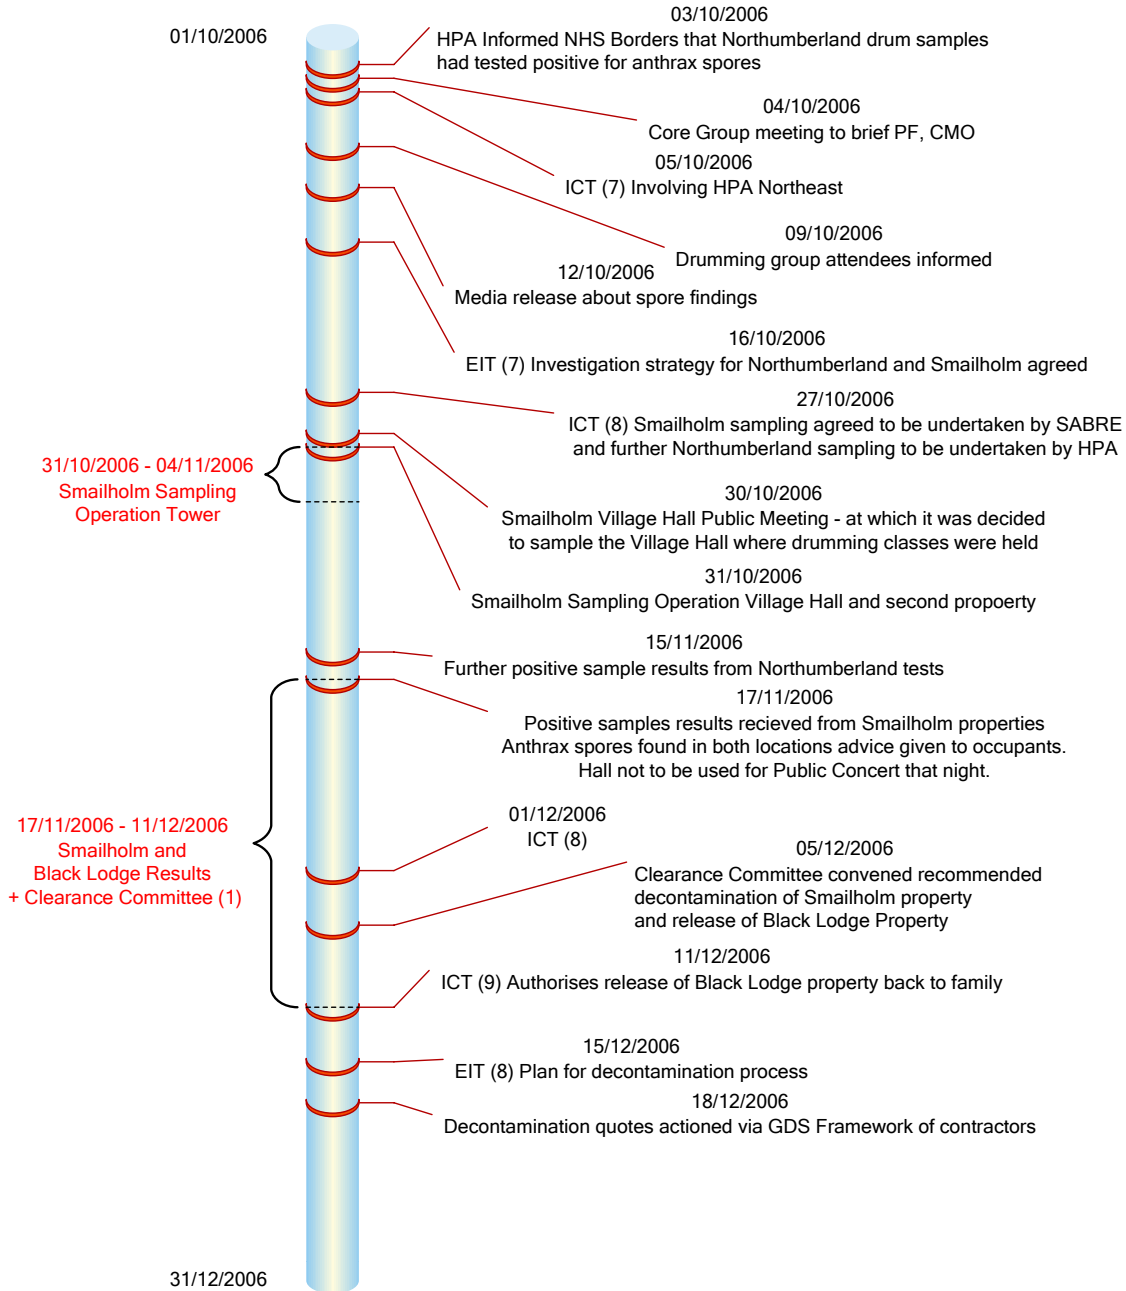 01/10/2006
03/10/2006
HPA Informed NHS Borders that Northumberland drum samples
had tested positive for anthrax spores
04/10/2006
Core Group meeting to brief PF, CMO
05/10/2006
ICT (7) Involving HPA Northeast
09/10/2006
Drumming group attendees informed
12/10/2006
Media release about spore findings
16/10/2006
EIT (7) Investigation strategy for Northumberland and Smailholm agreed
27/10/2006
ICT (8) Smailholm sampling agreed to be undertaken by SABRE
and further Northumberland sampling to be undertaken by HPA
31/10/2006 - 04/11/2006
Smailholm Sampling
Operation Tower
30/10/2006
Smailholm Village Hall Public Meeting - at which it was decided
to sample the Village Hall where drumming classes were held
31/10/2006
Smailholm Sampling Operation Village Hall and second propoerty
15/11/2006
Further positive sample results from Northumberland tests
17/11/2006
Positive samples results recieved from Smailholm properties
Anthrax spores found in both locations advice given to occupants.
Hall not to be used for Public Concert that night.
17/11/2006 - 11/12/2006
Smailholm and
Black Lodge Results
+ Clearance Committee (1)
01/12/2006
ICT (8)
05/12/2006
Clearance Committee convened recommended
decontamination of Smailholm property
and release of Black Lodge Property
11/12/2006
ICT (9) Authorises release of Black Lodge property back to family
15/12/2006
EIT (8) Plan for decontamination process
18/12/2006
Decontamination quotes actioned via GDS Framework of contractors
31/12/2006